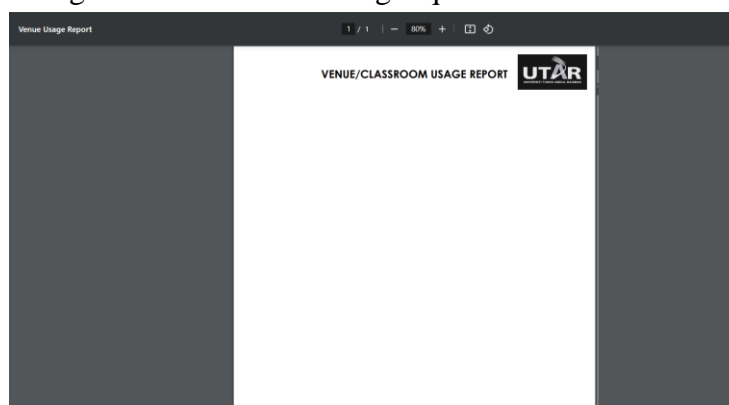 Venue Usage Report
1 / 1 | − 80% + |
VENUE/CLASSROOM USAGE REPORT
UTAR